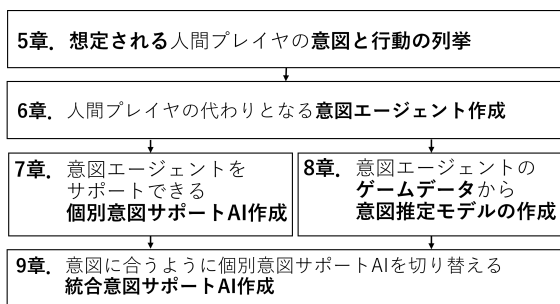 5章. 想定される人間プレイヤの意図と行動の列挙
6章. 人間プレイヤの代わりとなる意図エージェント作成
7章. 意図エージェントを
サポートできる
個別意図サポートAI作成
8章. 意図エージェントの
ゲームデータから
意図推定モデルの作成
9章. 意図に合うように個別意図サポートAIを切り替える
統合意図サポートAI作成